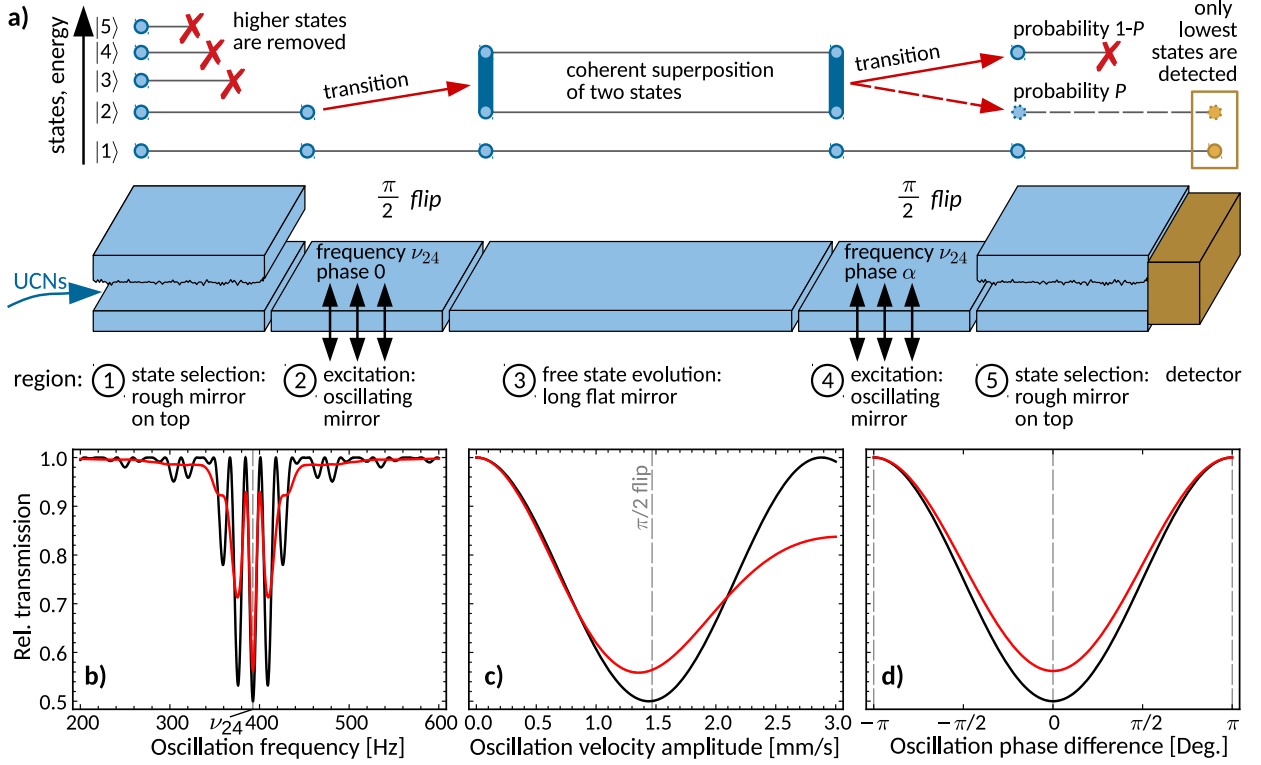 a)
states, energy
|5⟩
|4⟩
|3⟩
|2⟩
|1⟩
higher states
are removed
transition
coherent superposition
of two states
transition
probability 1-P
probability P
only
lowest
states are
detected
π/2 flip
π/2 flip
UCNs
frequency ν24
phase 0
frequency ν24
phase α
region:
1 state selection:
rough mirror
on top
2 excitation:
oscillating
mirror
3 free state evolution:
long flat mirror
4 excitation:
oscillating
mirror
5 state selection:
rough mirror
on top
detector
Rel. transmission
1.0
0.9
0.8
0.7
0.6
0.5
b)
200
300
ν24
400
500
600
Oscillation frequency [Hz]
π/2 flip
c)
0.0
0.5
1.0
1.5
2.0
2.5
3.0
Oscillation velocity amplitude [mm/s]
d)
−π
−π/2
0
π/2
π
Oscillation phase difference [Deg.]